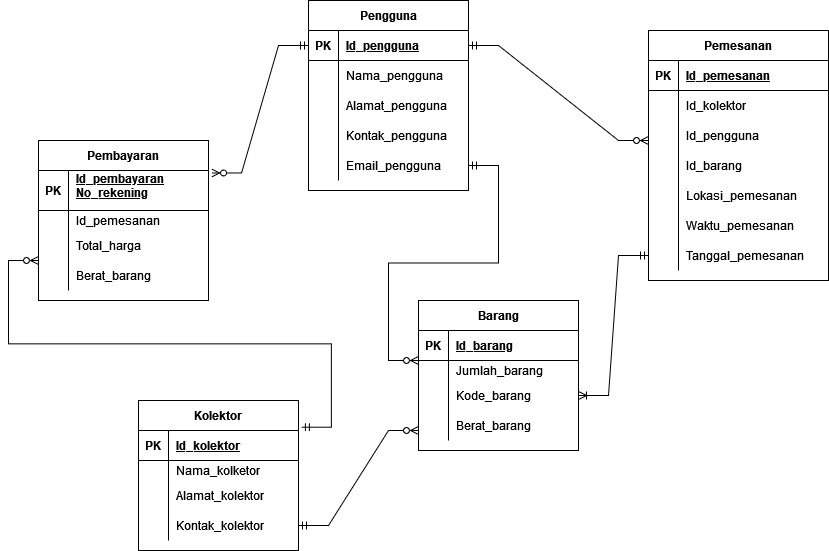 Pengguna
PK Id_pengguna
Nama_pengguna
Alamat_pengguna
Kontak_pengguna
Email_pengguna
Pemesanan
PK Id_pemesanan
Id_kolektor
Id_pengguna
Id_barang
Lokasi_pemesanan
Waktu_pemesanan
Tanggal_pemesanan
Pembayaran
PK Id_pembayaran
No_rekening
Id_pemesanan
Total_harga
Berat_barang
Barang
PK Id_barang
Jumlah_barang
Kode_barang
Berat_barang
Kolektor
PK Id_kolektor
Nama_kolketor
Alamat_kolektor
Kontak_kolektor